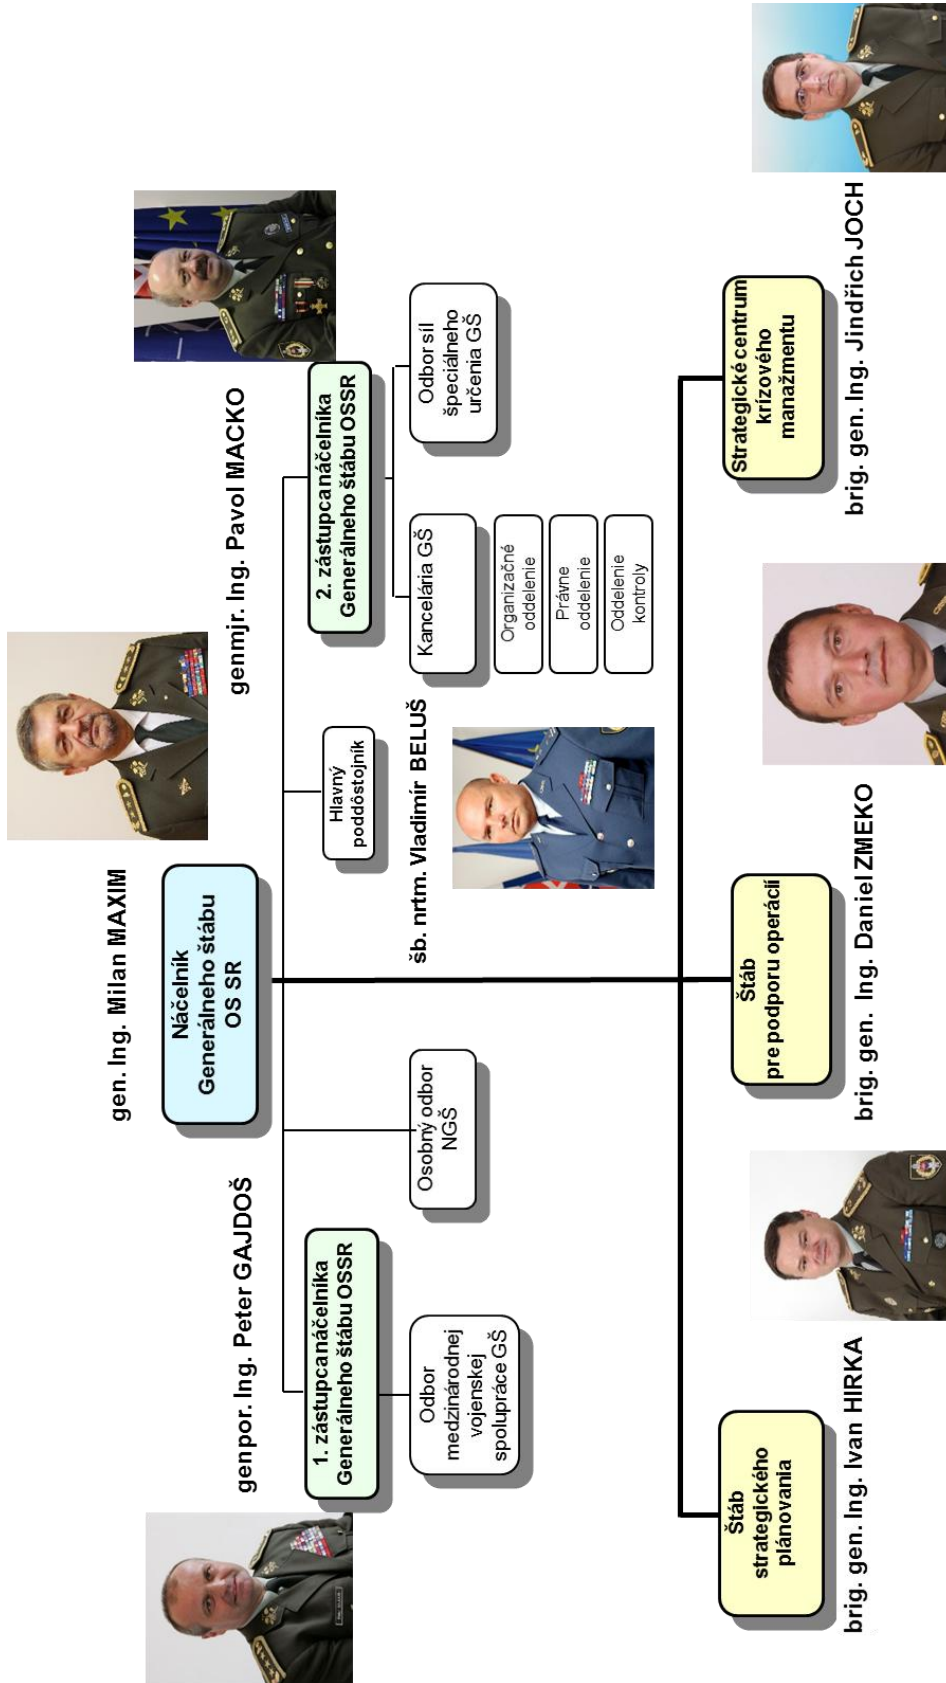 gen. Ing. Milan MAXIM
Náčelník
Generálneho štábu
OS SR
genpor. Ing. Peter GAJDOŠ
1. zástupca náčelníka
Generálneho štábu OSSR
Odbor
medzinárodnej
vojenskej
spolupráce GŠ
Osobný odbor
NGŠ
Hlavný
poddôstojník
šb. nrtm. Vladimír BELUŠ
genmjr. Ing. Pavol MACKO
2. zástupca náčelníka
Generálneho štábu OSSR
Kancelária GŠ
Organizačné
oddelenie
Právne
oddelenie
Oddelenie
kontroly
Odbor síl
špeciálneho
určenia GŠ
Štáb
strategického
plánovania
brig. gen. Ing. Ivan HIRKA
Štáb
pre podporu operácií
brig. gen. Ing. Daniel ZMEKO
Strategické centrum
krízového
manažmentu
brig. gen. Ing. Jindřich JOCH